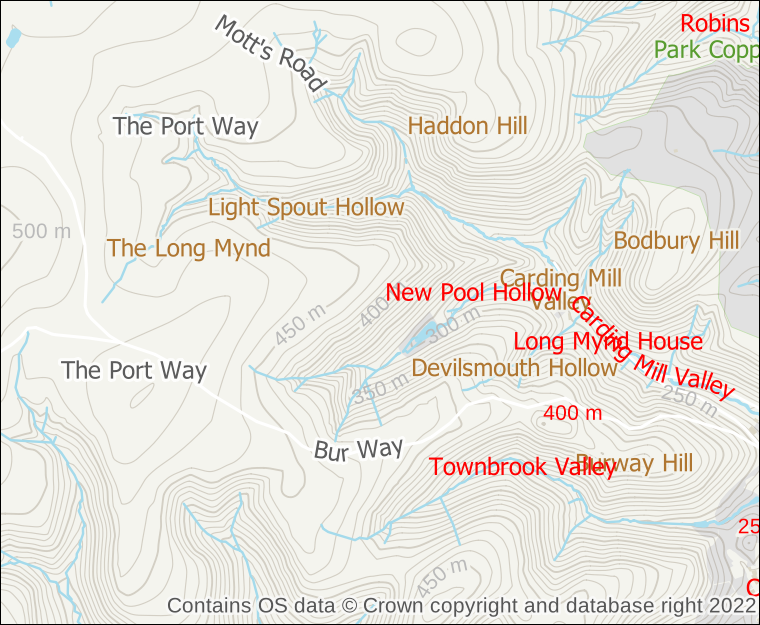 Robins
Mott's Road
Park Copp
The Port Way
Haddon Hill
Light Spout Hollow
500 m
Bodbury Hill
The Long Mynd
Carding Mill
Valley
New Pool Hollow
400 m
450 m
300 m
Carding Mill Valley
Long Mynd House
The Port Way
Devilsmouth Hollow
350 m
250 m
400 m
Bur Way
Townbrook Valley
Burway Hill
25
450 m
Contains OS data © Crown copyright and database right 2022